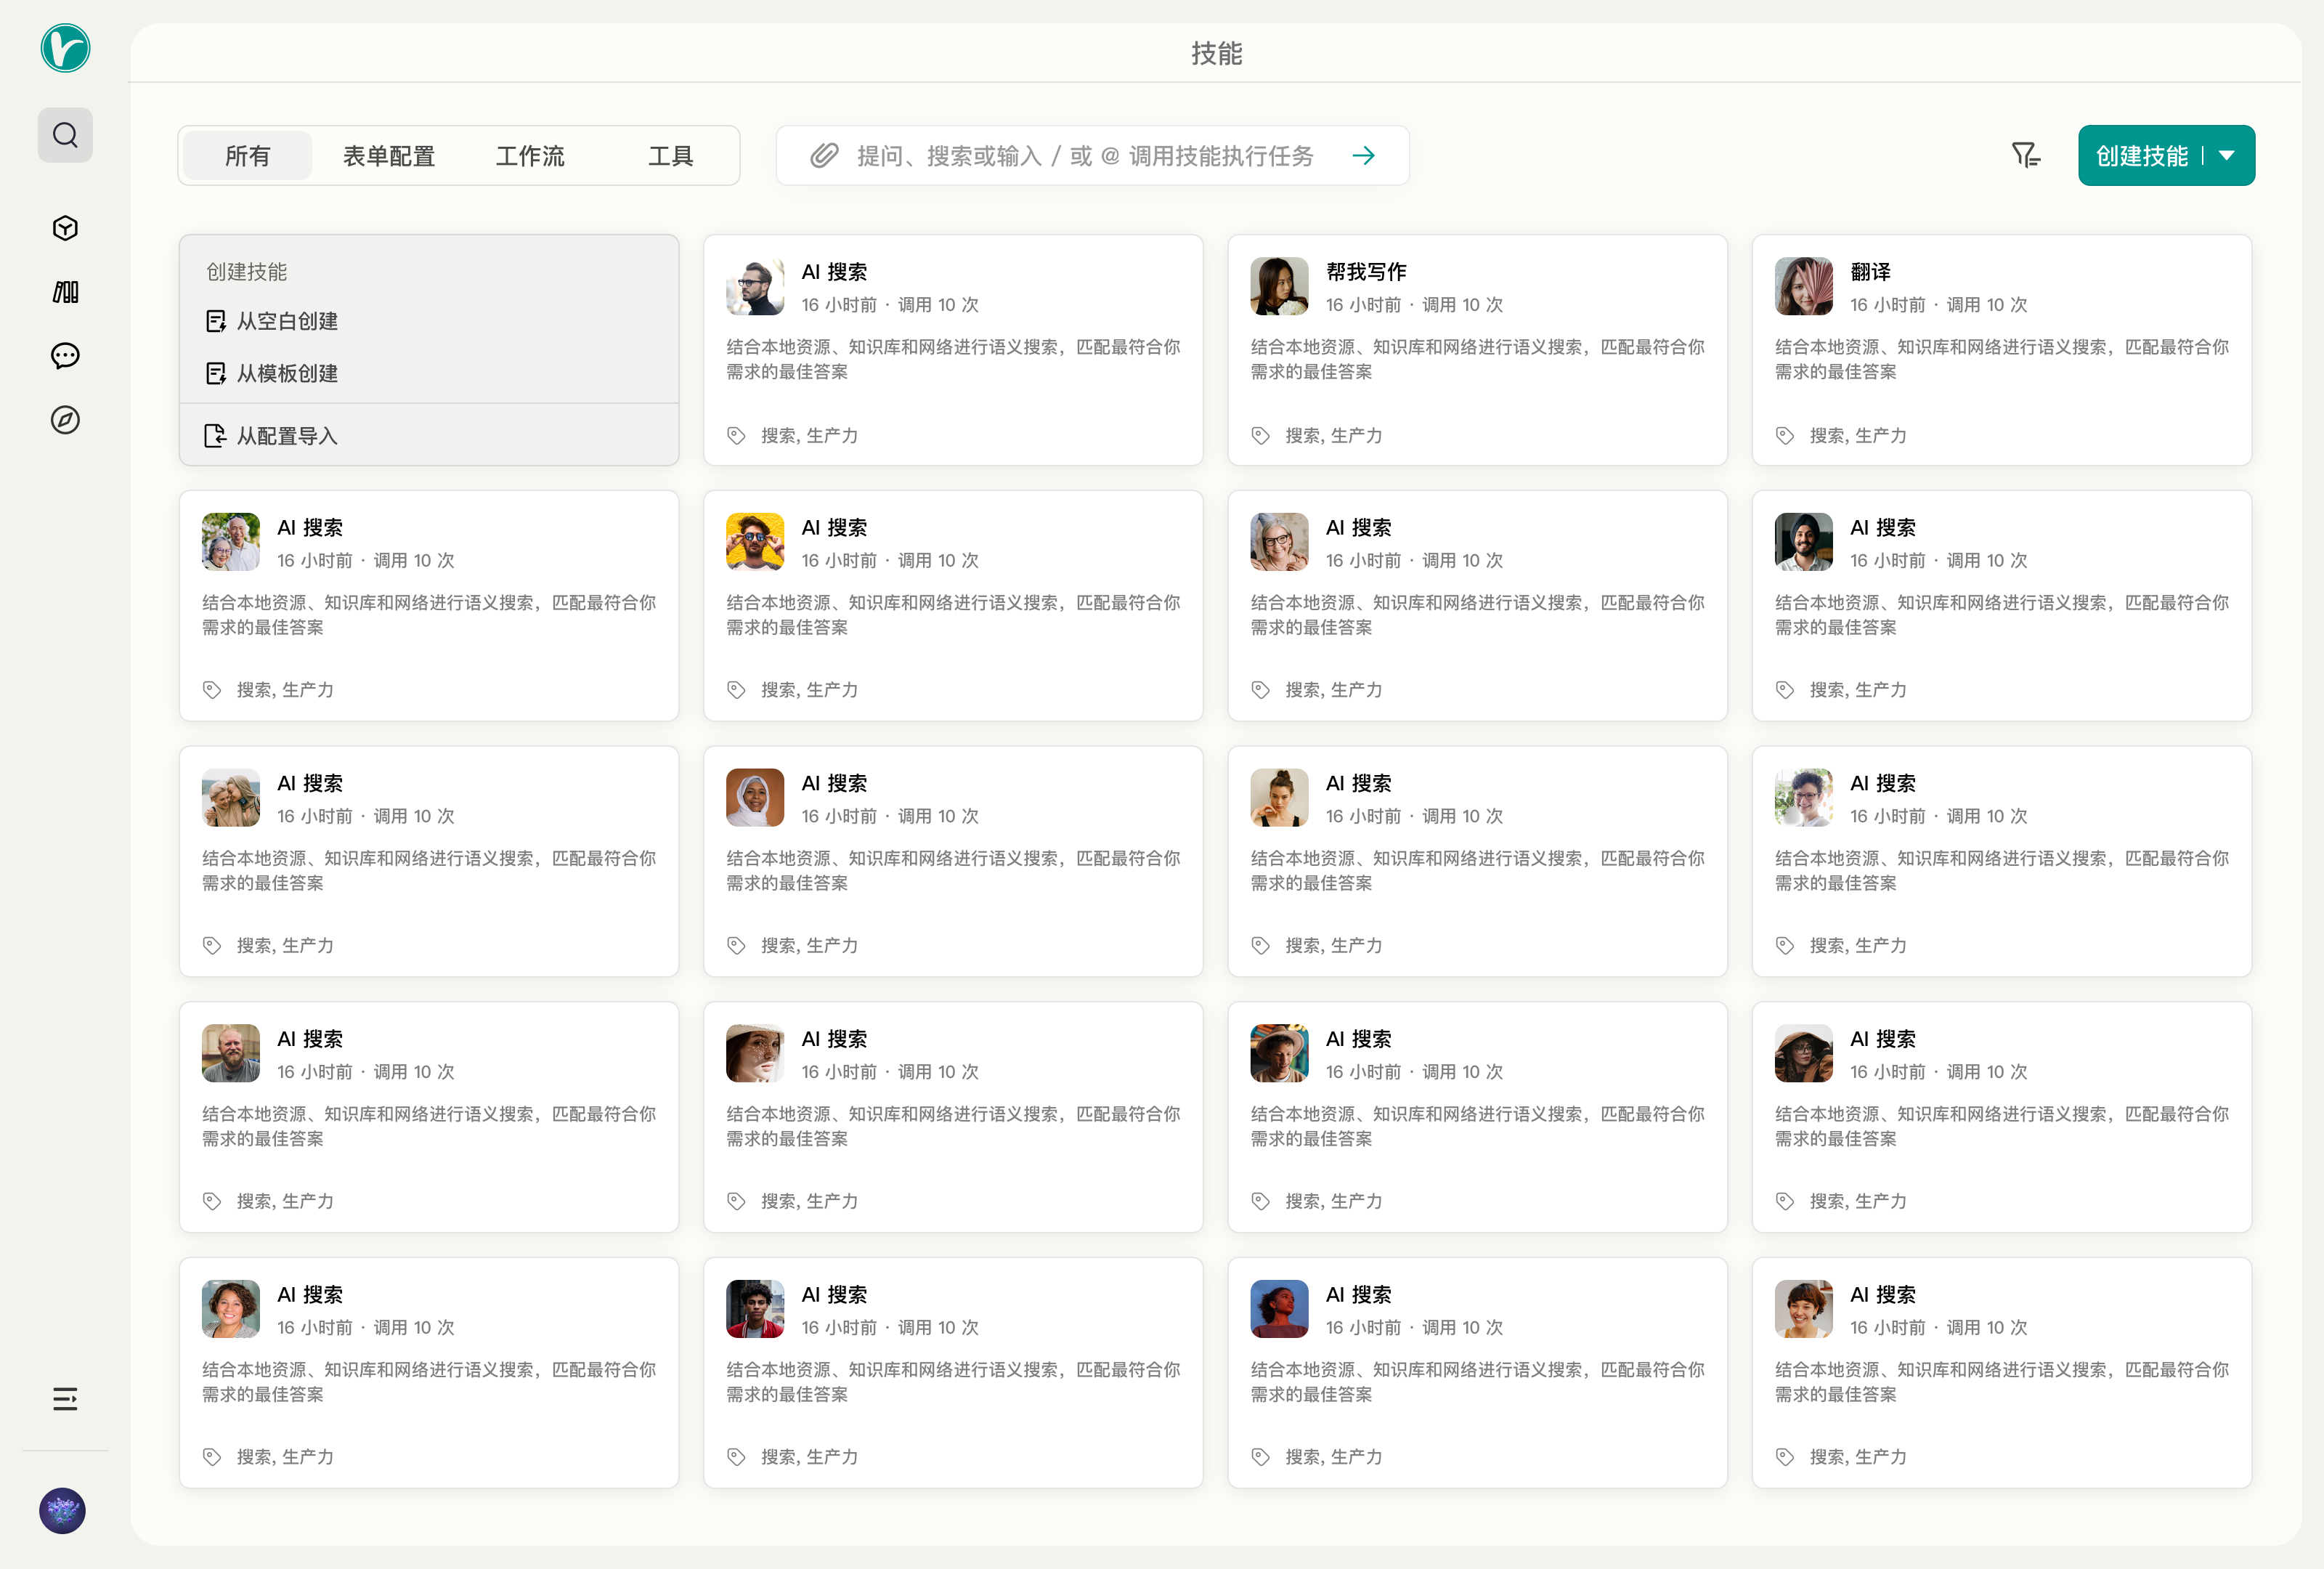 技能
所有 表单配置 工作流 工具
提问、搜索或输入 / 或 @ 调用技能执行任务
创建技能
创建技能
从空白创建
从模板创建
从配置导入
AI 搜索
16 小时前 · 调用 10 次
结合本地资源、知识库和网络进行语义搜索，匹配最符合你
需求的最佳答案
搜索, 生产力
帮我写作
16 小时前 · 调用 10 次
结合本地资源、知识库和网络进行语义搜索，匹配最符合你
需求的最佳答案
搜索, 生产力
翻译
16 小时前 · 调用 10 次
结合本地资源、知识库和网络进行语义搜索，匹配最符合你
需求的最佳答案
搜索, 生产力
AI 搜索
16 小时前 · 调用 10 次
结合本地资源、知识库和网络进行语义搜索，匹配最符合你
需求的最佳答案
搜索, 生产力
AI 搜索
16 小时前 · 调用 10 次
结合本地资源、知识库和网络进行语义搜索，匹配最符合你
需求的最佳答案
搜索, 生产力
AI 搜索
16 小时前 · 调用 10 次
结合本地资源、知识库和网络进行语义搜索，匹配最符合你
需求的最佳答案
搜索, 生产力
AI 搜索
16 小时前 · 调用 10 次
结合本地资源、知识库和网络进行语义搜索，匹配最符合你
需求的最佳答案
搜索, 生产力
AI 搜索
16 小时前 · 调用 10 次
结合本地资源、知识库和网络进行语义搜索，匹配最符合你
需求的最佳答案
搜索, 生产力
AI 搜索
16 小时前 · 调用 10 次
结合本地资源、知识库和网络进行语义搜索，匹配最符合你
需求的最佳答案
搜索, 生产力
AI 搜索
16 小时前 · 调用 10 次
结合本地资源、知识库和网络进行语义搜索，匹配最符合你
需求的最佳答案
搜索, 生产力
AI 搜索
16 小时前 · 调用 10 次
结合本地资源、知识库和网络进行语义搜索，匹配最符合你
需求的最佳答案
搜索, 生产力
AI 搜索
16 小时前 · 调用 10 次
结合本地资源、知识库和网络进行语义搜索，匹配最符合你
需求的最佳答案
搜索, 生产力
AI 搜索
16 小时前 · 调用 10 次
结合本地资源、知识库和网络进行语义搜索，匹配最符合你
需求的最佳答案
搜索, 生产力
AI 搜索
16 小时前 · 调用 10 次
结合本地资源、知识库和网络进行语义搜索，匹配最符合你
需求的最佳答案
搜索, 生产力
AI 搜索
16 小时前 · 调用 10 次
结合本地资源、知识库和网络进行语义搜索，匹配最符合你
需求的最佳答案
搜索, 生产力
AI 搜索
16 小时前 · 调用 10 次
结合本地资源、知识库和网络进行语义搜索，匹配最符合你
需求的最佳答案
搜索, 生产力
AI 搜索
16 小时前 · 调用 10 次
结合本地资源、知识库和网络进行语义搜索，匹配最符合你
需求的最佳答案
搜索, 生产力
AI 搜索
16 小时前 · 调用 10 次
结合本地资源、知识库和网络进行语义搜索，匹配最符合你
需求的最佳答案
搜索, 生产力
AI 搜索
16 小时前 · 调用 10 次
结合本地资源、知识库和网络进行语义搜索，匹配最符合你
需求的最佳答案
搜索, 生产力